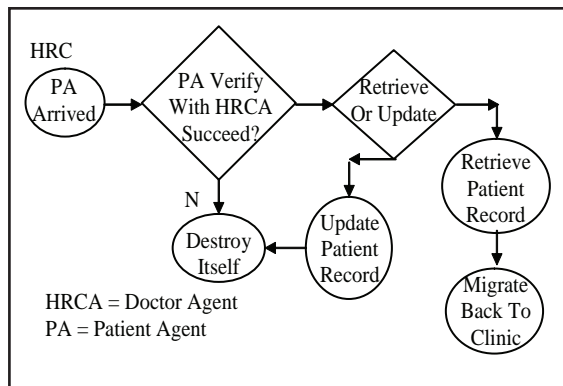 HRC
PA
Arrived
PA Verify
With HRCA
Succeed?
Retrieve
Or Update
Retrieve
Patient
Record
N
Destroy
Itself
Update
Patient
Record
Migrate
Back To
Clinic
HRCA = Doctor Agent
PA = Patient Agent